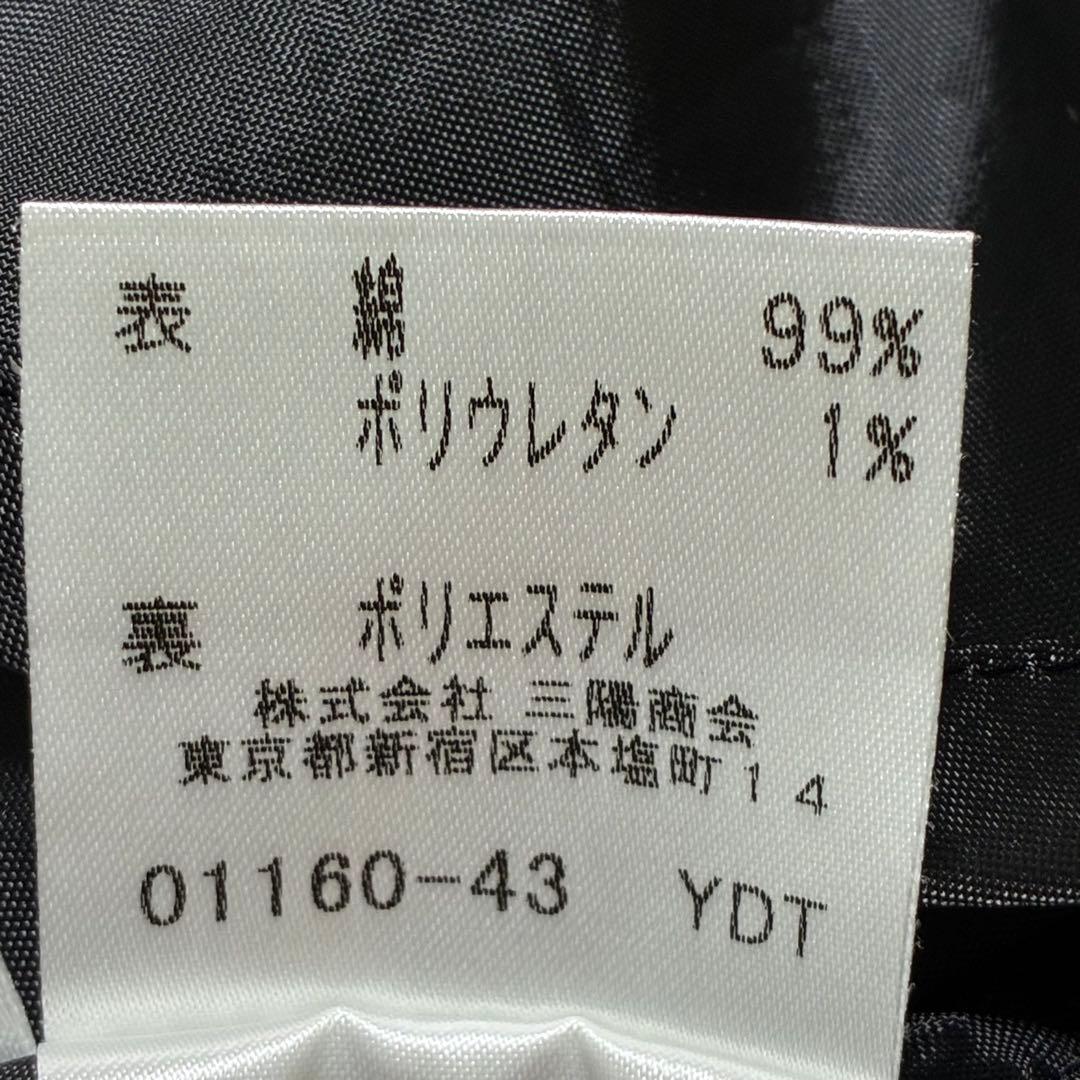 表 綿 99%
ポリウレタン 1%
裏 ポリエステル
株式会社 三陽商会
東京都新宿区本塩町14
01160-43 YDT